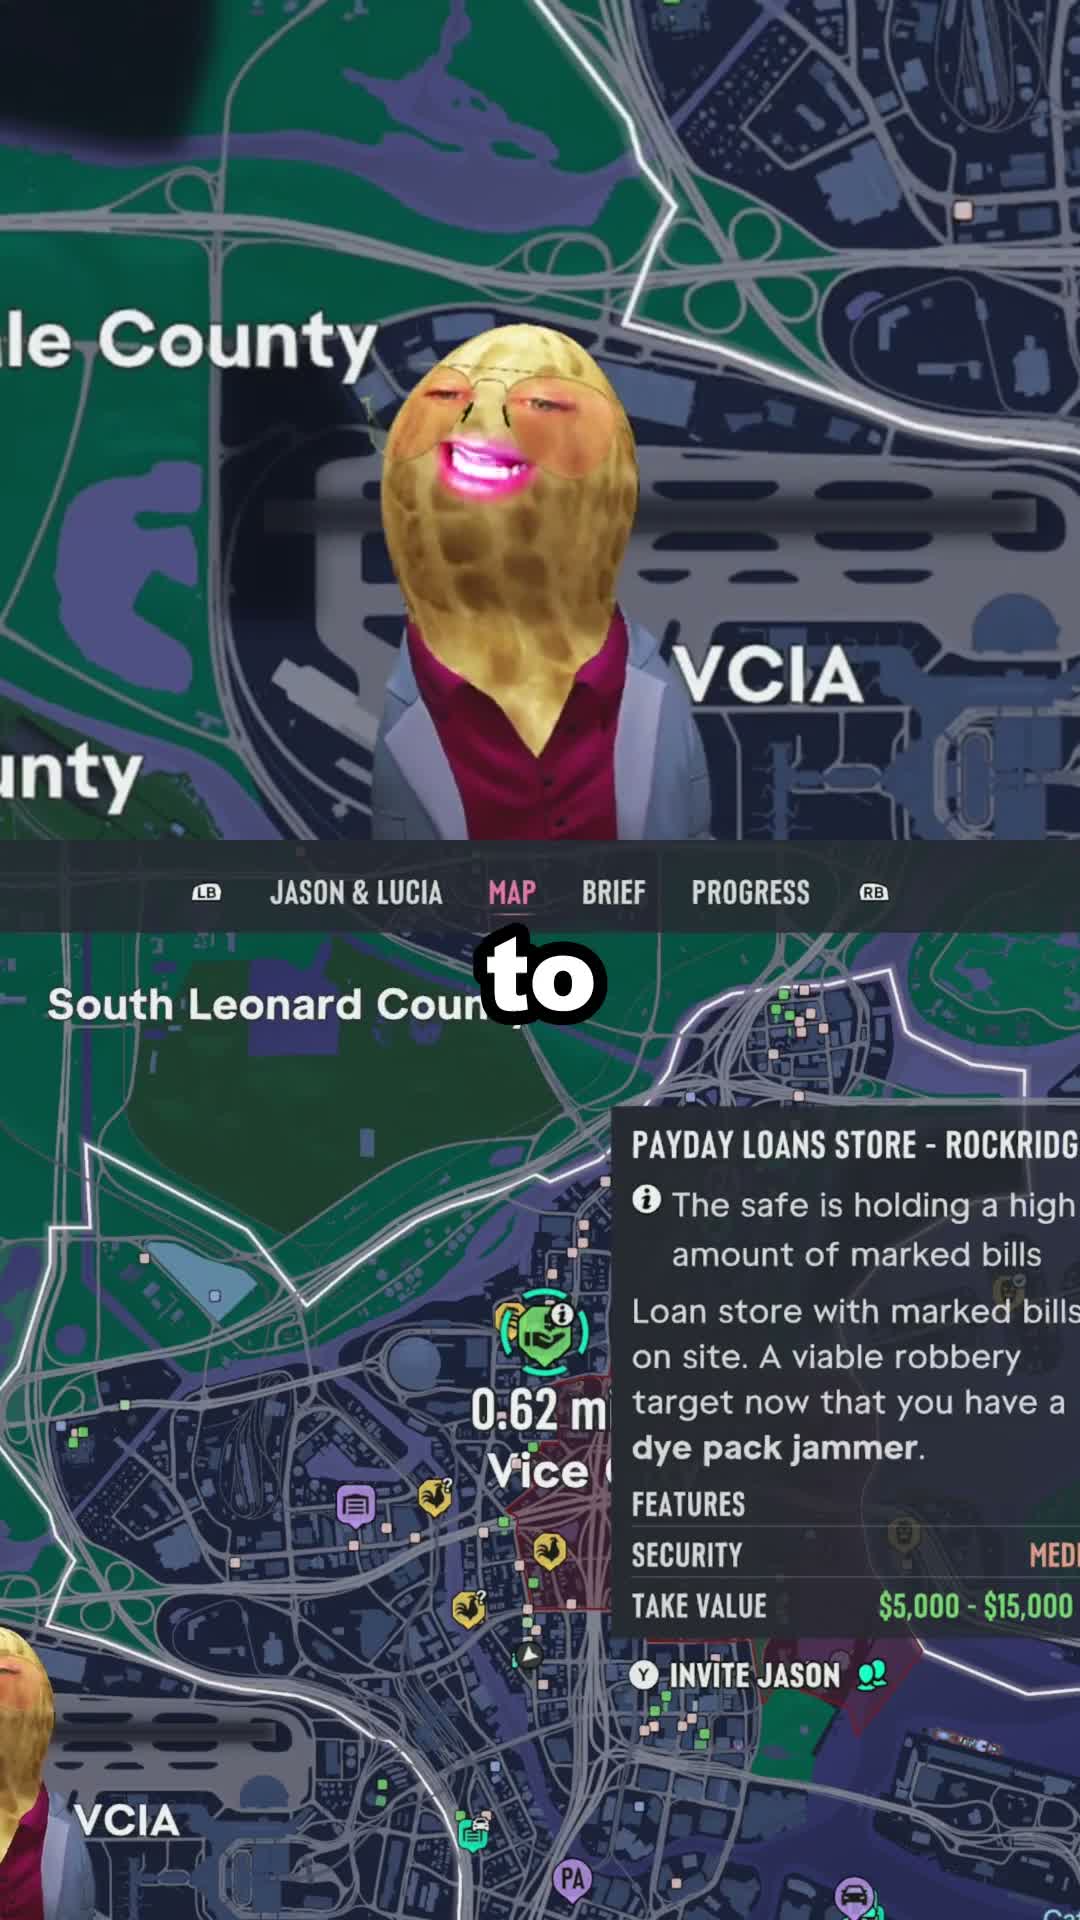 le County
VCIA
unty
LB JASON & LUCIA MAP BRIEF PROGRESS RB
to
South Leonard Coun
PAYDAY LOANS STORE - ROCKRIDG
i The safe is holding a high
amount of marked bills
Loan store with marked bills
on site. A viable robbery
target now that you have a
dye pack jammer.
0.62 mi
Vice
FEATURES
SECURITY MEDI
TAKE VALUE $5,000 - $15,000
Y INVITE JASON
VCIA
PA